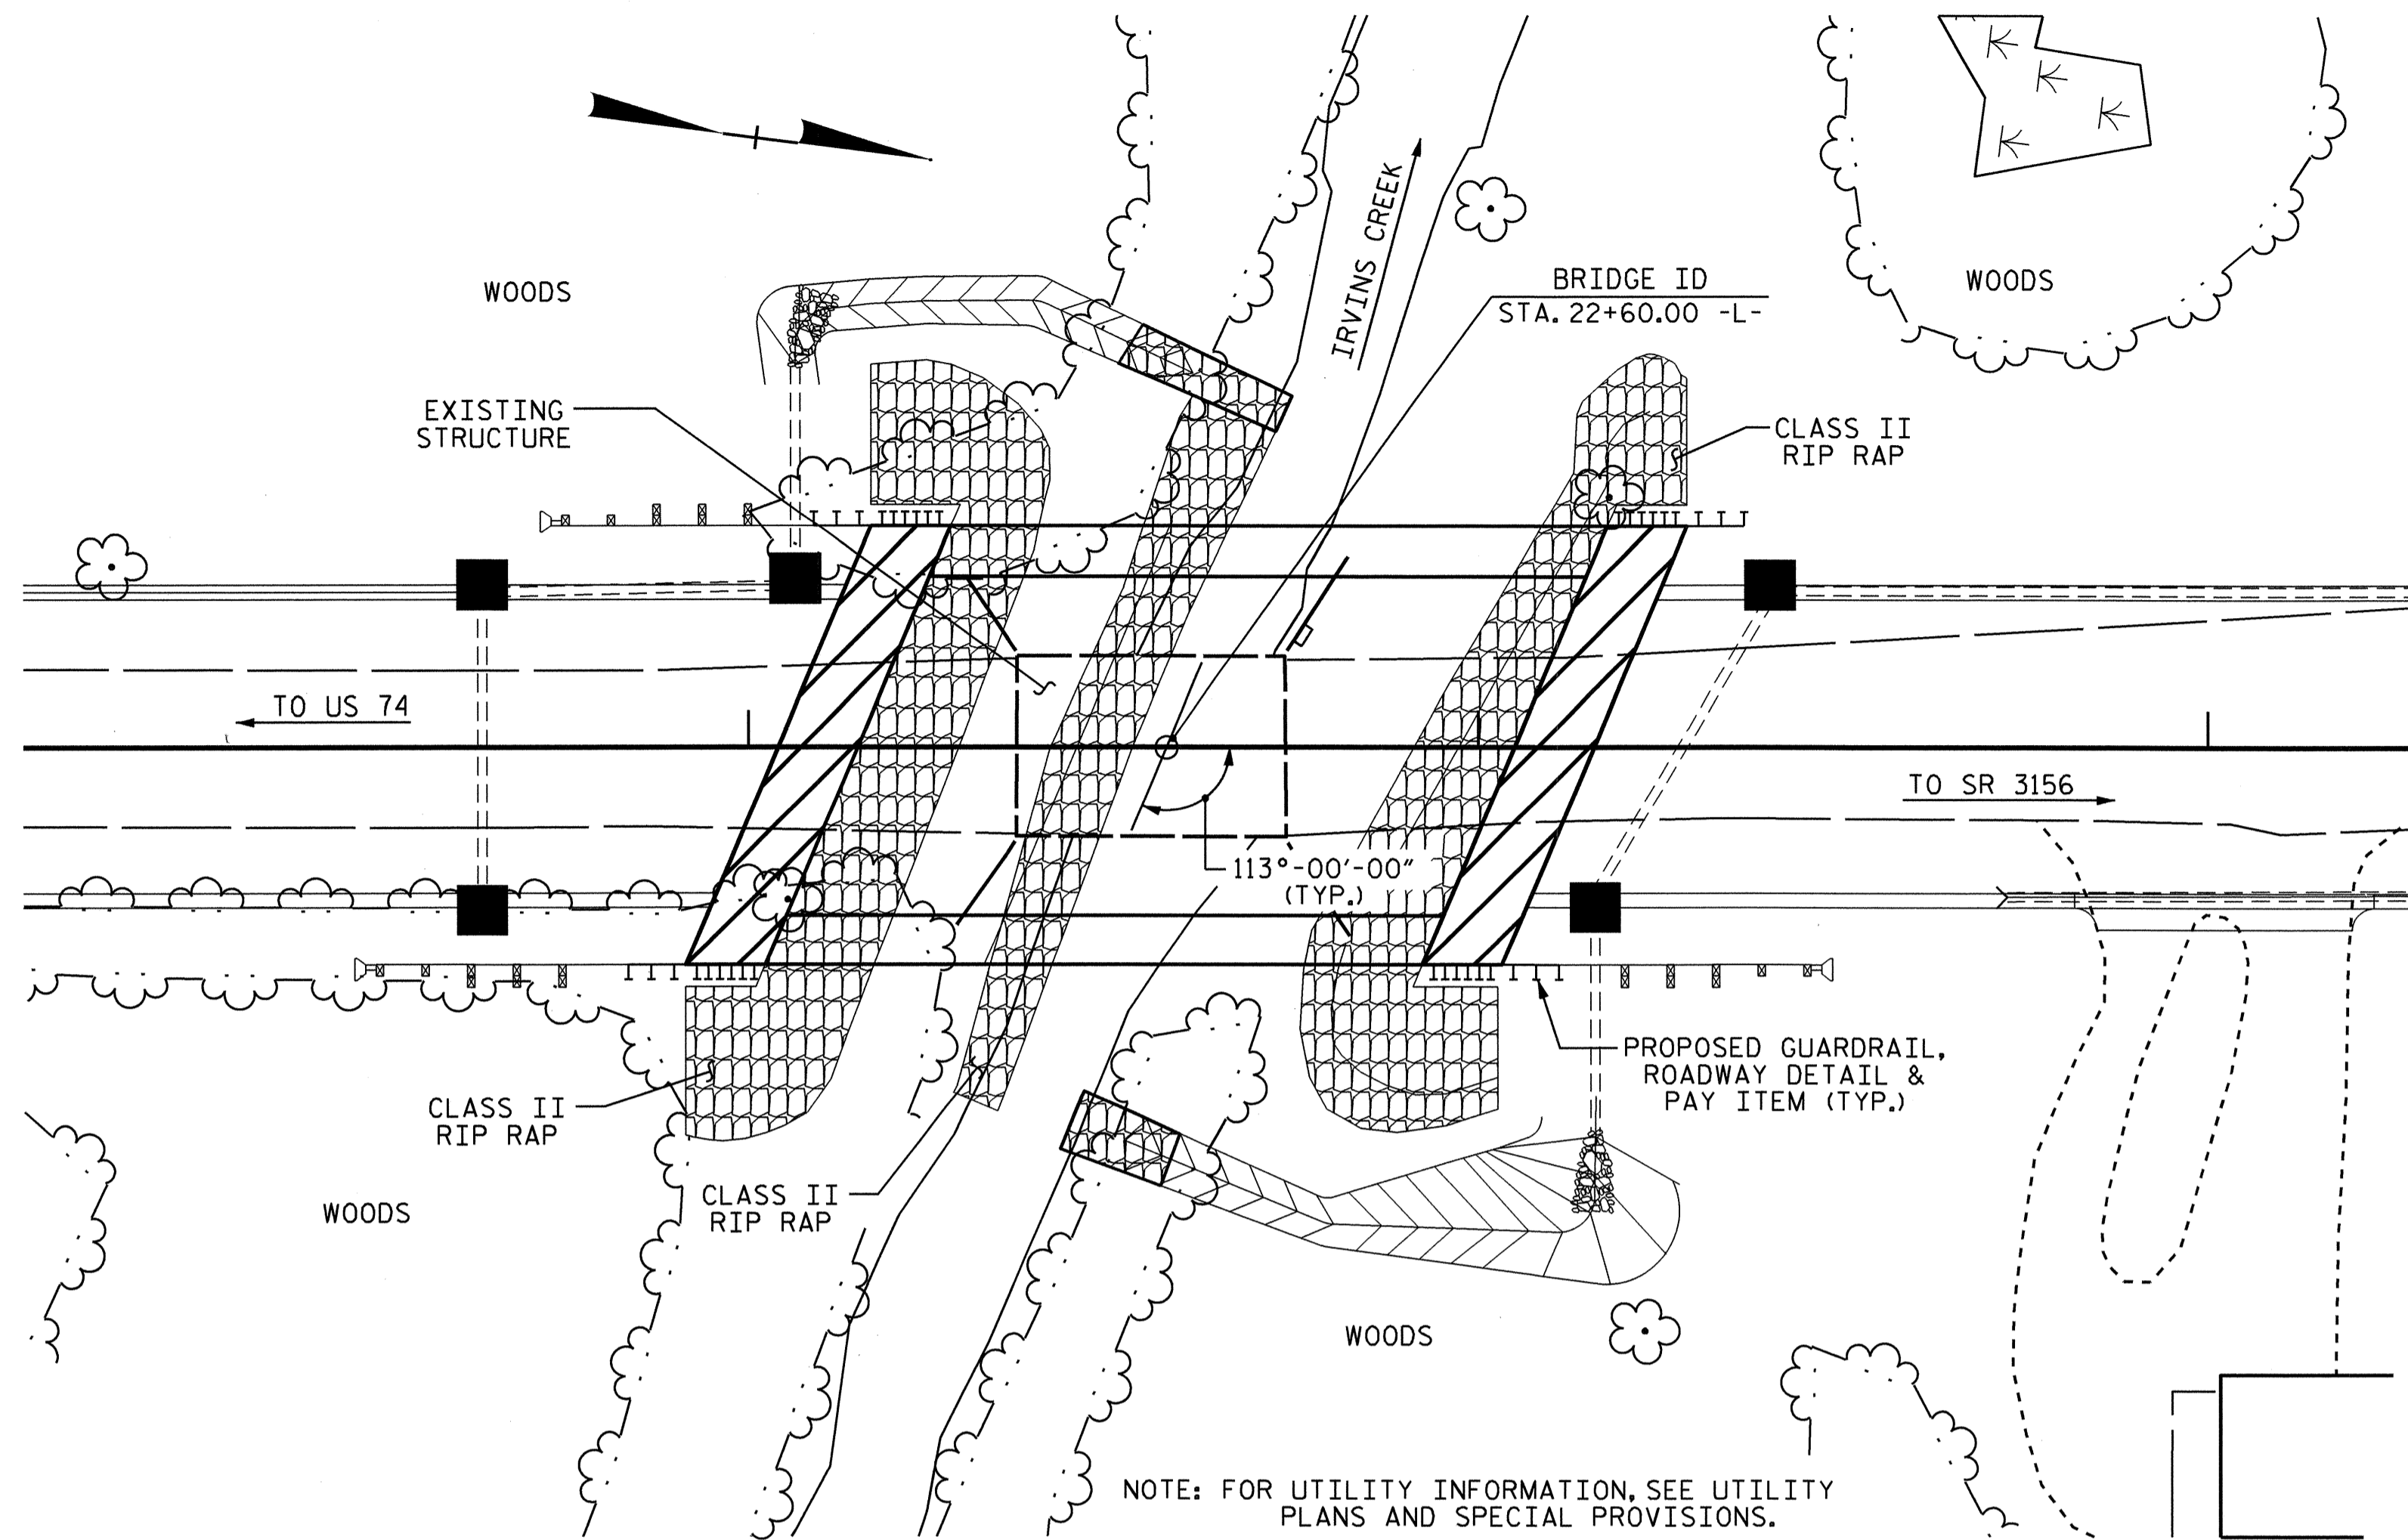 WOODS
IRVINS CREEK
BRIDGE ID
STA. 22+60.00 -L-
WOODS
EXISTING
STRUCTURE
CLASS II
RIP RAP
TO US 74
TO SR 3156
113°-00'-00"
(TYP.)
PROPOSED GUARDRAIL,
ROADWAY DETAIL &
PAY ITEM (TYP.)
CLASS II
RIP RAP
CLASS II
RIP RAP
WOODS
WOODS
NOTE: FOR UTILITY INFORMATION, SEE UTILITY
PLANS AND SPECIAL PROVISIONS.